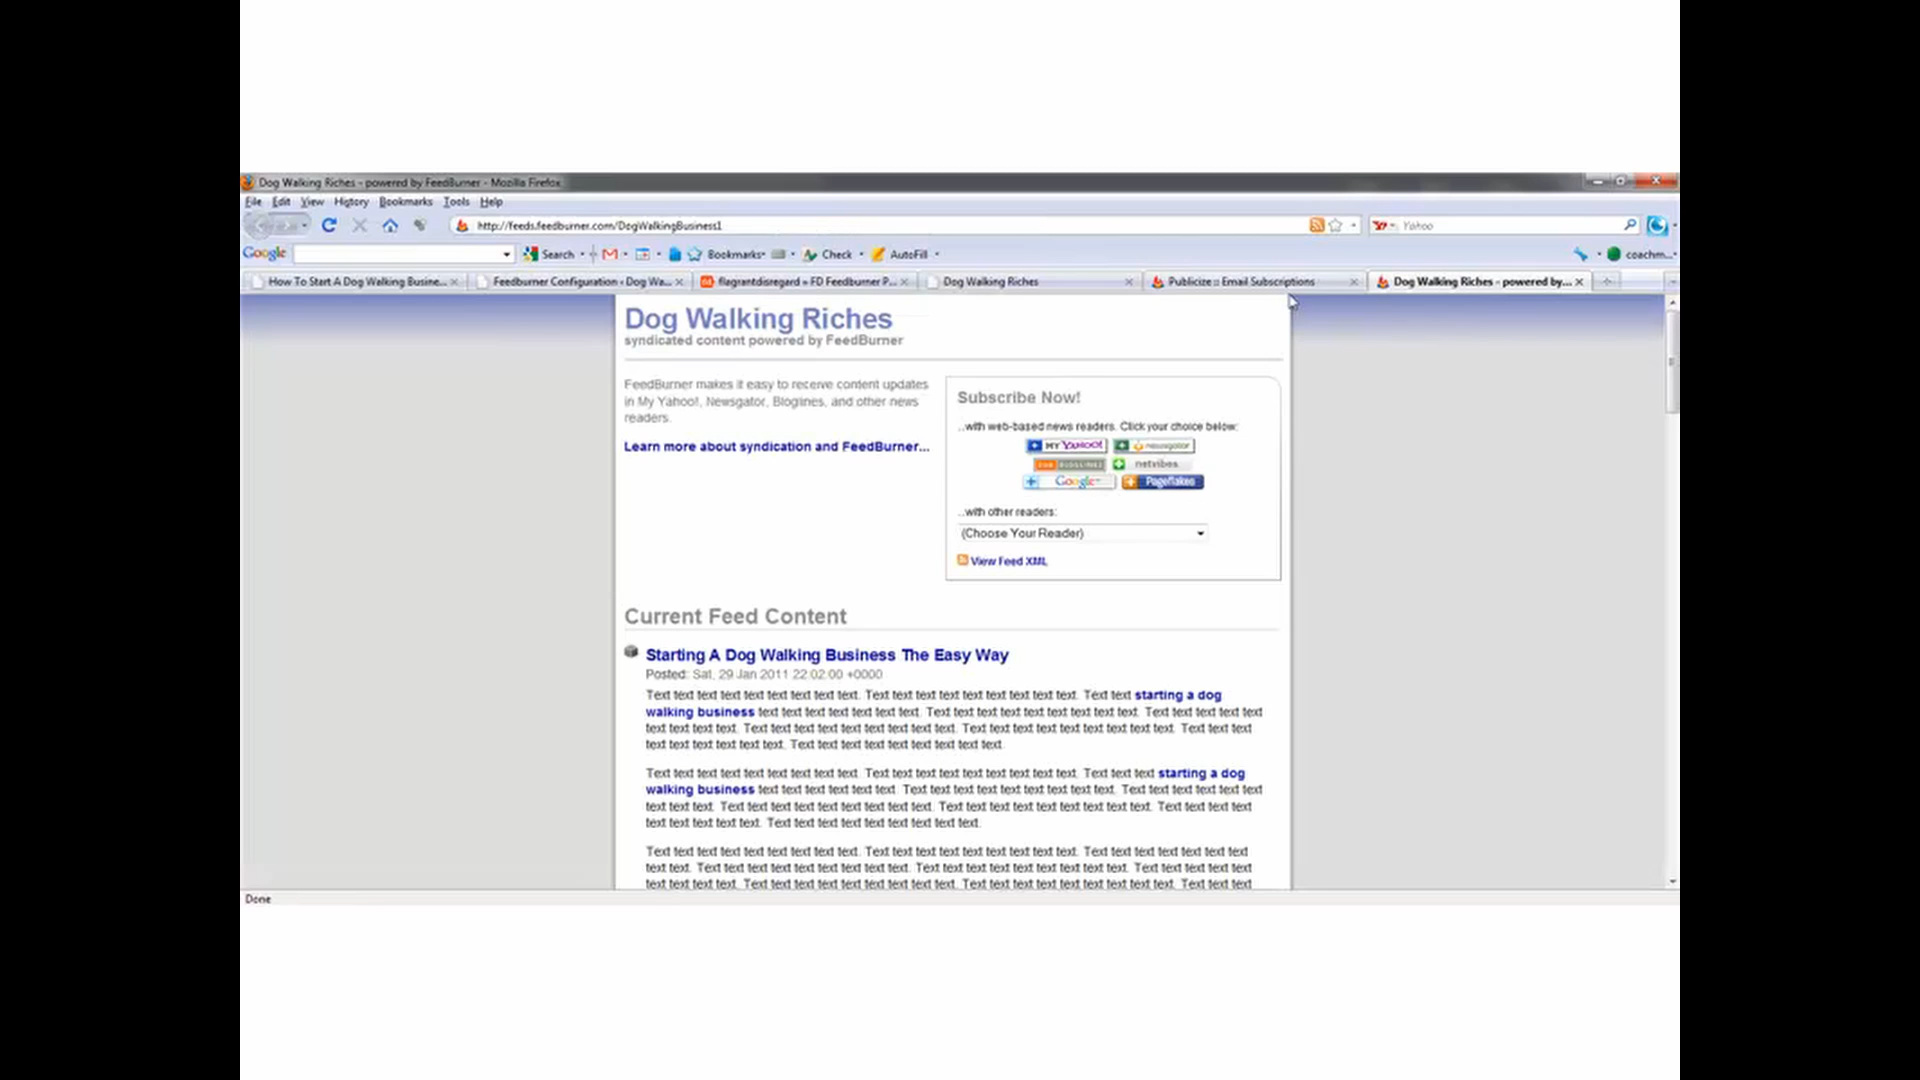 Dog Walking Riches - powered by FeedBurner - Mozilla Firefox
File Edit View History Bookmarks Tools Help
http://feeds.feedburner.com/DogWalkingBusiness1
Yahoo
Google Search Bookmarks Check AutoFill coachm...
How To Start A Dog Walking Busine... Feedburner Configuration ‹ Dog Wa... flagrantdisregard » FD Feedburner P... Dog Walking Riches Publicize :: Email Subscriptions Dog Walking Riches - powered by...
Dog Walking Riches
syndicated content powered by FeedBurner
FeedBurner makes it easy to receive content updates
in My Yahoo!, Newsgator, Bloglines, and other news
readers.
Learn more about syndication and FeedBurner...
Subscribe Now!
...with web-based news readers. Click your choice below:
MY YAHOO! newsgator
BLOGLINES netvibes
Google Pageflakes
...with other readers:
(Choose Your Reader)
View Feed XML
Current Feed Content
Starting A Dog Walking Business The Easy Way
Posted: Sat, 29 Jan 2011 22:02:00 +0000
Text text text text text text text text text. Text text text text text text text text text. Text text starting a dog
walking business text text text text text text text. Text text text text text text text text text. Text text text text text
text text text text. Text text text text text text text text text. Text text text text text text text text text. Text text text
text text text text text text. Text text text text text text text text text.
Text text text text text text text text text. Text text text text text text text text text. Text text text starting a dog
walking business text text text text text text. Text text text text text text text text text. Text text text text text text
text text text. Text text text text text text text text text. Text text text text text text text text text. Text text text text
text text text text text. Text text text text text text text text text.
Text text text text text text text text text. Text text text text text text text text text. Text text text text text text text
text text. Text text text text text text text text text. Text text text text text text text text text. Text text text text text
text text text text. Text text text text text text text text text. Text text text text text text text text text. Text text text
Done